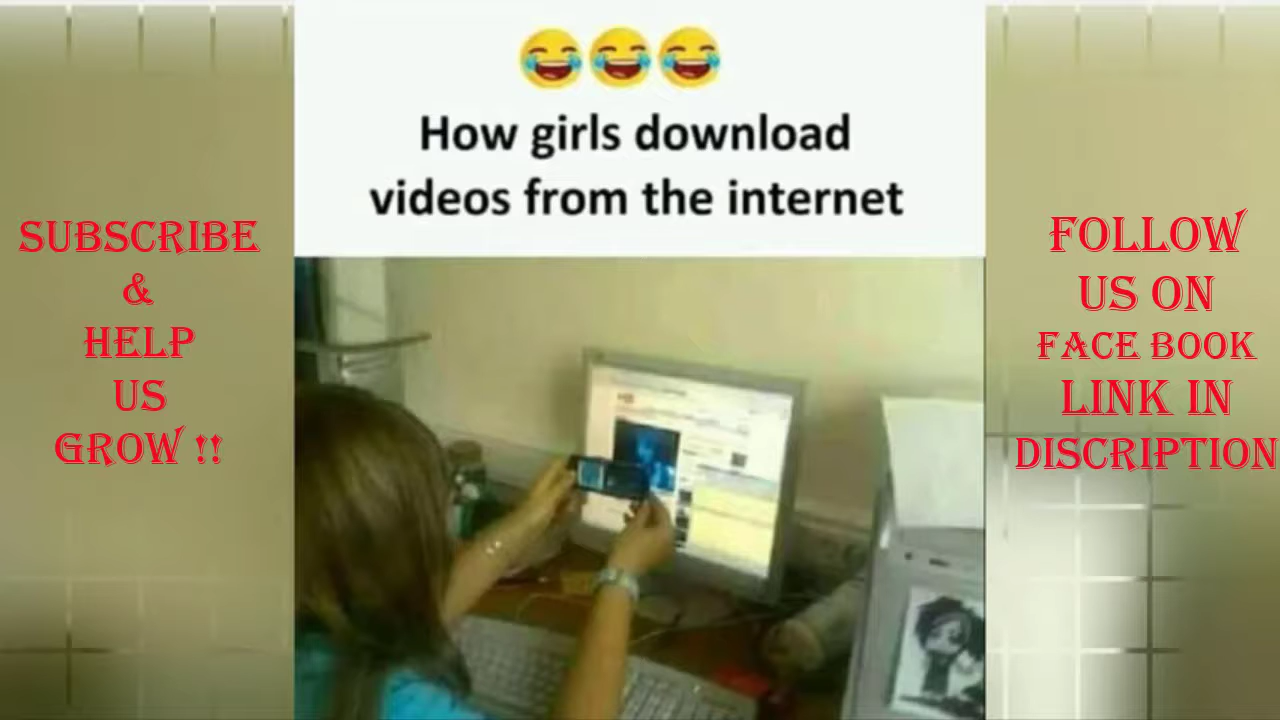 How girls download
videos from the internet
SUBSCRIBE
&
HELP
US
GROW !!
FOLLOW
US ON
FACE BOOK
LINK IN
DISCRIPTION